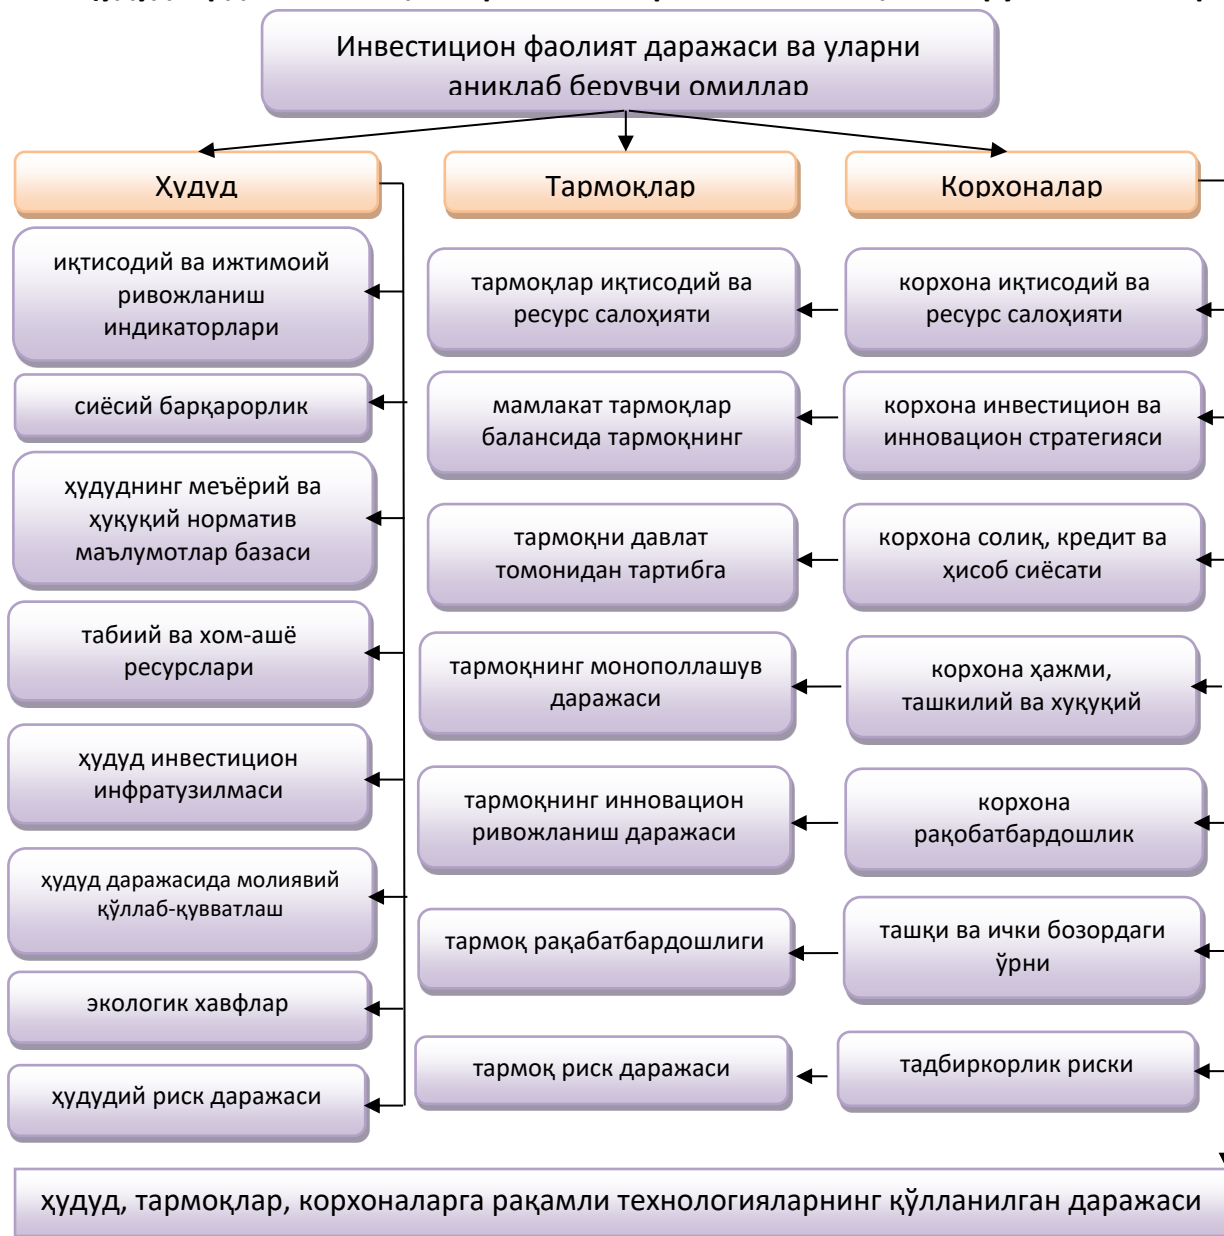 Инвестицион фаолият даражаси ва уларни
аниқлаб берувчи омиллар
Ҳудуд
Тармоқлар
Корхоналар
иқтисодий ва ижтимоий
ривожланиш
индикаторлари
сиёсий барқарорлик
ҳудуднинг меъёрий ва
ҳуқуқий норматив
маълумотлар базаси
табиий ва хом-ашё
ресурслари
ҳудуд инвестицион
инфратузилмаси
ҳудуд даражасида молиявий
қўллаб-қувватлаш
экологик хавфлар
ҳудудий риск даражаси
тармоқлар иқтисодий ва
ресурс салоҳияти
мамлакат тармоқлар
балансида тармоқнинг
тармоқни давлат
томонидан тартибга
тармоқнинг монополлашув
даражаси
тармоқнинг инновацион
ривожланиш даражаси
тармоқ рақабатбардошлиги
тармоқ риск даражаси
корхона иқтисодий ва
ресурс салоҳияти
корхона инвестицион ва
инновацион стратегияси
корхона солиқ, кредит ва
ҳисоб сиёсати
корхона ҳажми,
ташкилий ва хуқуқий
корхона
рақобатбардошлик
ташқи ва ички бозордаги
ўрни
тадбиркорлик риски
ҳудуд, тармоқлар, корхоналарга рақамли технологияларнинг қўлланилган даражаси